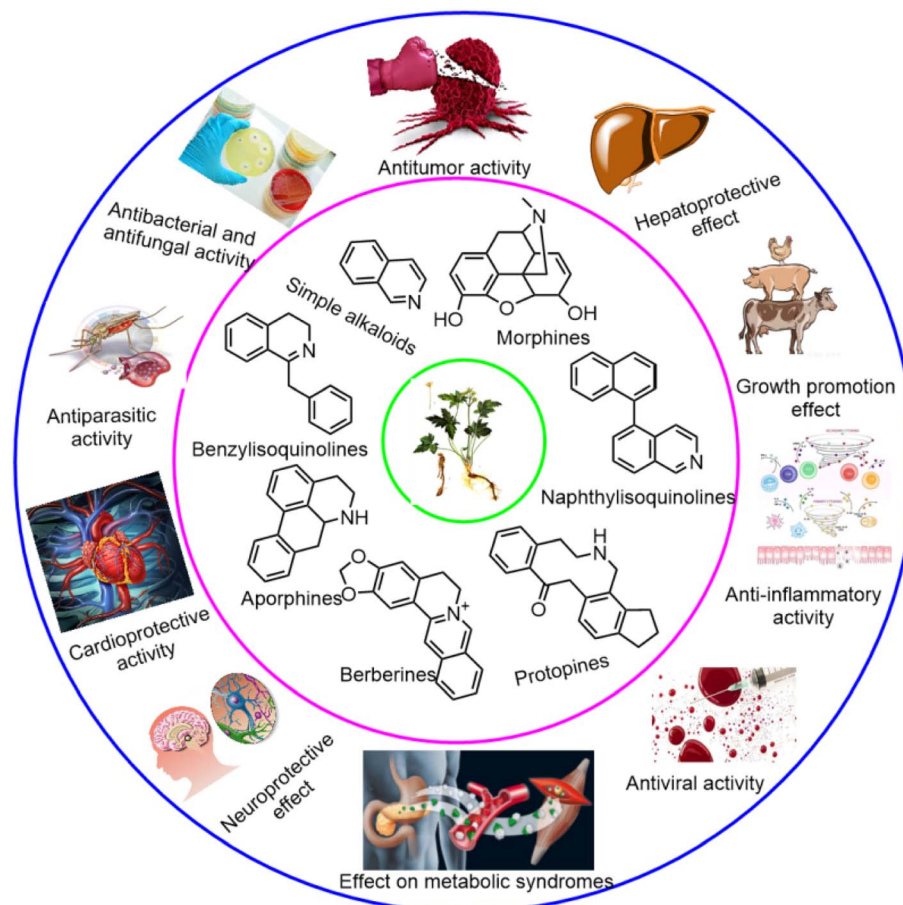 Antitumor activity
Hepatoprotective
effect
Antibacterial and
antifungal activity
Simple alkaloids
N
N
HO
O
OH
Morphines
Growth promotion
effect
Antiparasitic
activity
N
Benzylisoquinolines
N
Naphthylisoquinolines
NH
Aporphines
O
O
N+
Berberines
H
N
O
Protopines
Anti-inflammatory
activity
Cardioprotective
activity
Neuroprotective
effect
Antiviral activity
Effect on metabolic syndromes